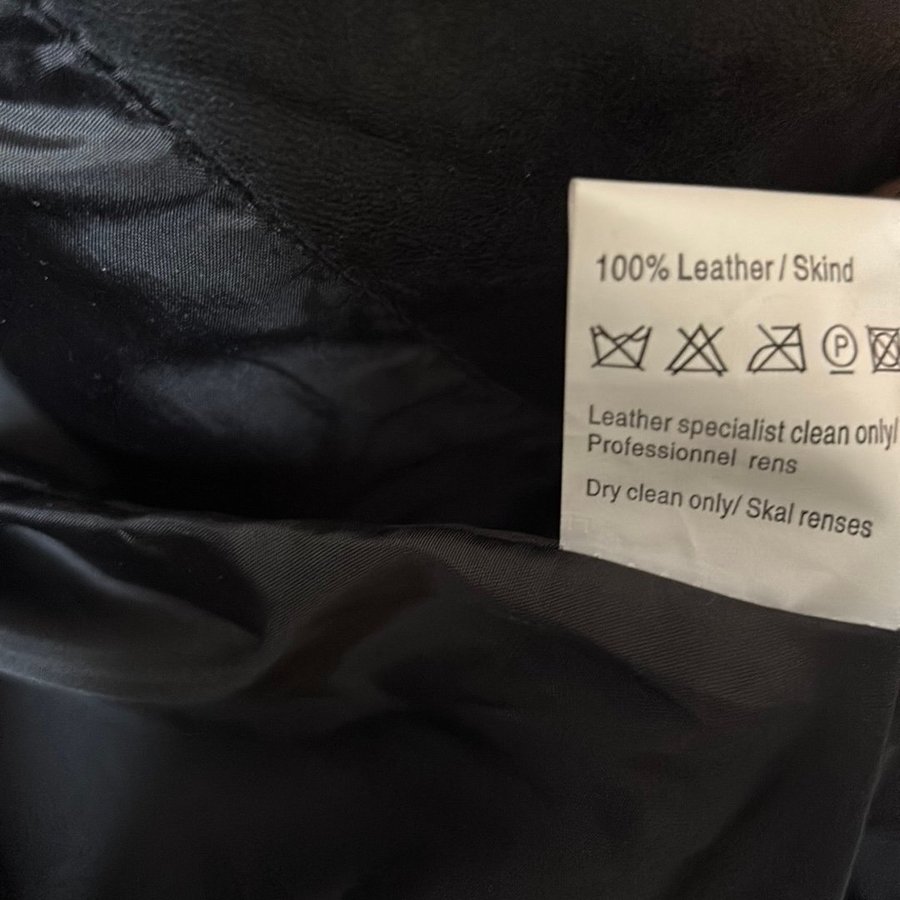 100% Leather / Skind
P
Leather specialist clean only!
Professionnel rens
Dry clean only/ Skal renses